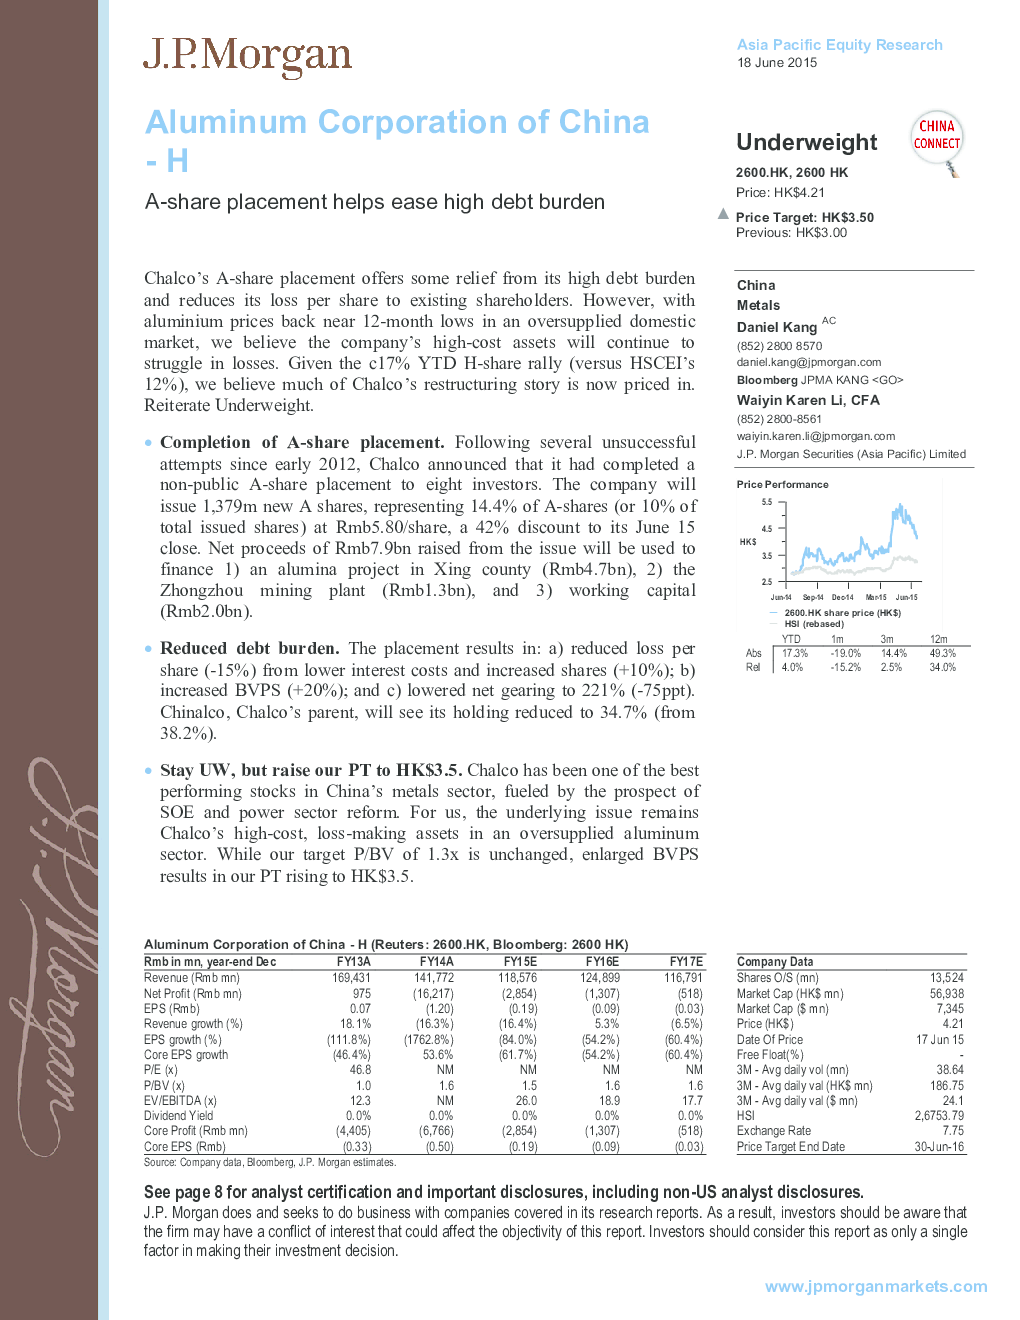 J.P.Morgan
Asia Pacific Equity Research
18 June 2015
Aluminum Corporation of China
- H
A-share placement helps ease high debt burden
Underweight
CHINA
CONNECT
2600.HK, 2600 HK
Price: HK$4.21
Price Target: HK$3.50
Previous: HK$3.00
Chalco's A-share placement offers some relief from its high debt burden
and reduces its loss per share to existing shareholders. However, with
aluminium prices back near 12-month lows in an oversupplied domestic
market, we believe the company's high-cost assets will continue to
struggle in losses. Given the c17% YTD H-share rally (versus HSCEI's
12%), we believe much of Chalco's restructuring story is now priced in.
Reiterate Underweight.
• Completion of A-share placement. Following several unsuccessful
attempts since early 2012, Chalco announced that it had completed a
non-public A-share placement to eight investors. The company will
issue 1,379m new A shares, representing 14.4% of A-shares (or 10% of
total issued shares) at Rmb5.80/share, a 42% discount to its June 15
close. Net proceeds of Rmb7.9bn raised from the issue will be used to
finance 1) an alumina project in Xing county (Rmb4.7bn), 2) the
Zhongzhou mining plant (Rmb1.3bn), and 3) working capital
(Rmb2.0bn).
• Reduced debt burden. The placement results in: a) reduced loss per
share (-15%) from lower interest costs and increased shares (+10%); b)
increased BVPS (+20%); and c) lowered net gearing to 221% (-75ppt).
Chinalco, Chalco's parent, will see its holding reduced to 34.7% (from
38.2%).
• Stay UW, but raise our PT to HK$3.5. Chalco has been one of the best
performing stocks in China's metals sector, fueled by the prospect of
SOE and power sector reform. For us, the underlying issue remains
Chalco's high-cost, loss-making assets in an oversupplied aluminum
sector. While our target P/BV of 1.3x is unchanged, enlarged BVPS
results in our PT rising to HK$3.5.
China
Metals
Daniel Kang AC
(852) 2800 8570
daniel.kang@jpmorgan.com
Bloomberg JPMA KANG <GO>
Waiyin Karen Li, CFA
(852) 2800-8561
waiyin.karen.li@jpmorgan.com
J.P. Morgan Securities (Asia Pacific) Limited
Price Performance
5.5
4.5
HK$
3.5
2.5
Jun-14 Sep-14 Dec-14 Mar-15 Jun-15
2600.HK share price (HK$)
HSI (rebased)
YTD 1m 3m 12m
Abs 17.3% -19.0% 14.4% 49.3%
Rel 4.0% -15.2% 2.5% 34.0%
J.P.Morgan
Aluminum Corporation of China - H (Reuters: 2600.HK, Bloomberg: 2600 HK)
Rmb in mn, year-end Dec FY13A FY14A FY15E FY16E FY17E
Revenue (Rmb mn) 169,431 141,772 118,576 124,899 116,791
Net Profit (Rmb mn) 975 (16,217) (2,854) (1,307) (518)
EPS (Rmb) 0.07 (1.20) (0.19) (0.09) (0.03)
Revenue growth (%) 18.1% (16.3%) (16.4%) 5.3% (6.5%)
EPS growth (%) (111.8%) (1762.8%) (84.0%) (54.2%) (60.4%)
Core EPS growth (46.4%) 53.6% (61.7%) (54.2%) (60.4%)
P/E (x) 46.8 NM NM NM NM
P/BV (x) 1.0 1.6 1.5 1.6 1.6
EV/EBITDA (x) 12.3 NM 26.0 18.9 17.7
Dividend Yield 0.0% 0.0% 0.0% 0.0% 0.0%
Core Profit (Rmb mn) (4,405) (6,766) (2,854) (1,307) (518)
Core EPS (Rmb) (0.33) (0.50) (0.19) (0.09) (0.03)
Source: Company data, Bloomberg, J.P. Morgan estimates.
Company Data
Shares O/S (mn) 13,524
Market Cap (HK$ mn) 56,938
Market Cap ($ mn) 7,345
Price (HK$) 4.21
Date Of Price 17 Jun 15
Free Float(%) -
3M - Avg daily vol (mn) 38.64
3M - Avg daily val (HK$ mn) 186.75
3M - Avg daily val ($ mn) 24.1
HSI 2,6753.79
Exchange Rate 7.75
Price Target End Date 30-Jun-16
See page 8 for analyst certification and important disclosures, including non-US analyst disclosures.
J.P. Morgan does and seeks to do business with companies covered in its research reports. As a result, investors should be aware that
the firm may have a conflict of interest that could affect the objectivity of this report. Investors should consider this report as only a single
factor in making their investment decision.
www.jpmorganmarkets.com